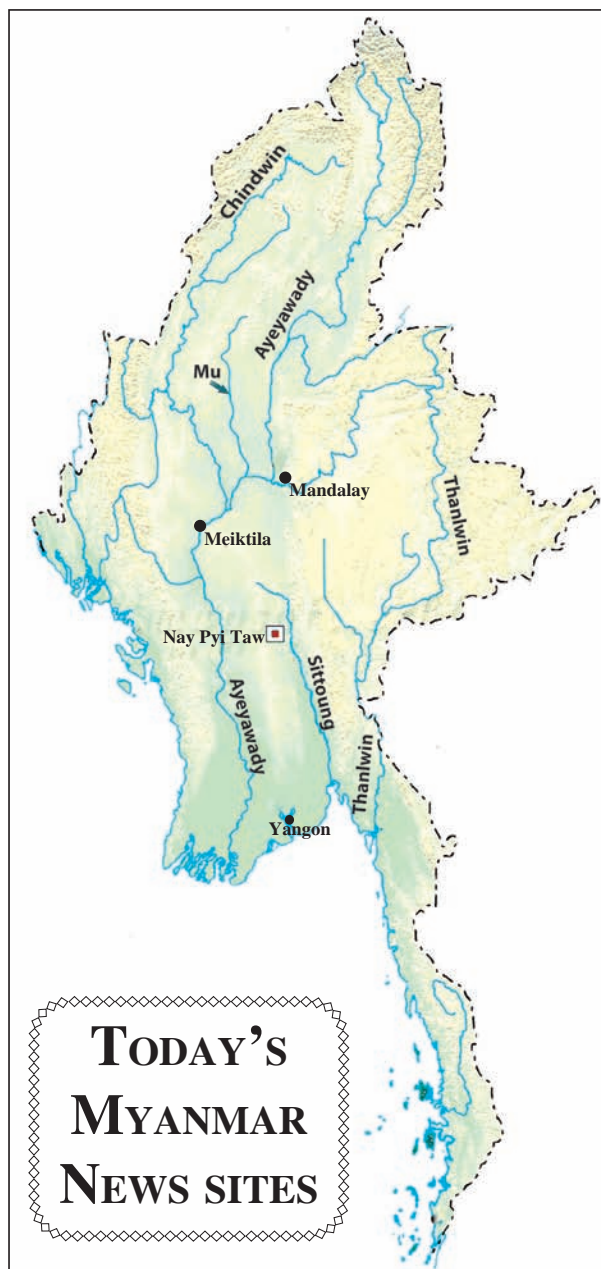 Chindwin
Ayeyawady
Mu
Mandalay
Meiktila
Thanlwin
Nay Pyi Taw
Sittoung
Ayeyawady
Thanlwin
Yangon
TODAY'S
MYANMAR
NEWS SITES